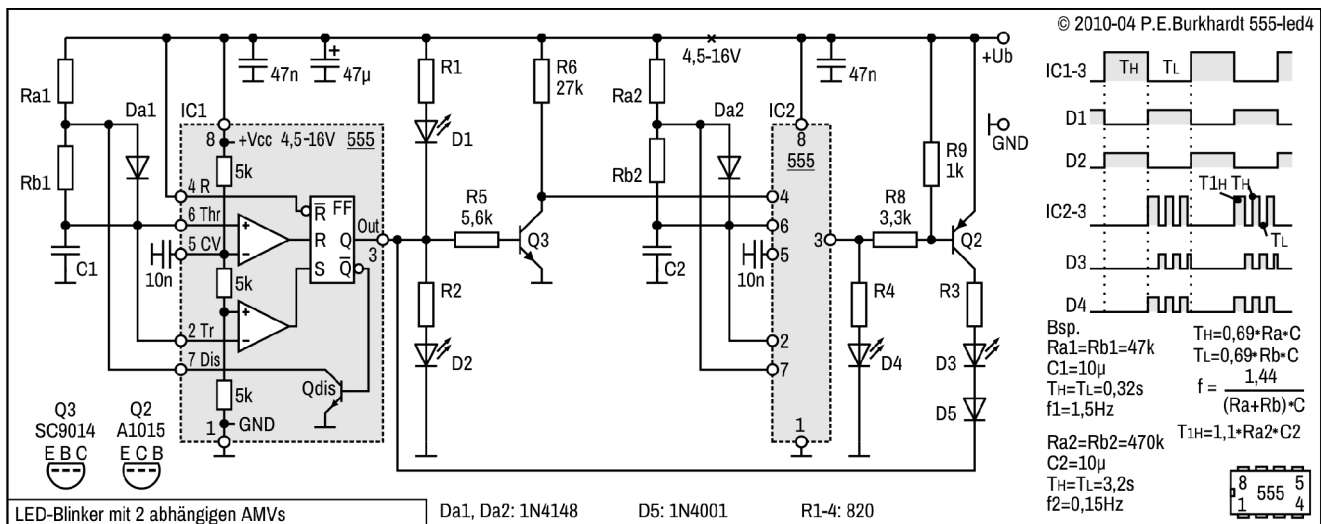 © 2010-04 P.E.Burkhardt 555-led4
4,5-16V
+Ub
47n
47µ
R1
R6
27k
47n
Ra1
Da1
IC1
Ra2
Da2
IC2
8
+Vcc 4,5-16V 555
D1
8
555
GND
R9
1k
5k
Rb1
Rb2
4 R
R FF
6 Thr
R Q
Out
3
5 CV
S Q
10n
C1
R5
5,6k
Q3
4
6
5
10n
C2
3
R8
3,3k
Q2
5k
R2
R4
R3
2 Tr
7 Dis
D2
2
7
D4
D3
Qdis
5k
D5
1
GND
1
Q3
SC9014
E B C
Q2
A1015
E C B
LED-Blinker mit 2 abhängigen AMVs
Da1, Da2: 1N4148
D5: 1N4001
R1-4: 820
IC1-3
TH
TL
D1
D2
T1H TH
IC2-3
TL
D3
D4
Bsp.
Ra1=Rb1=47k
C1=10µ
TH=TL=0,32s
f1=1,5Hz
Ra2=Rb2=470k
C2=10µ
TH=TL=3,2s
f2=0,15Hz
TH=0,69*Ra*C
TL=0,69*Rb*C
f = 1,44
(Ra+Rb)*C
T1H=1,1*Ra2*C2
8 5
555
1 4